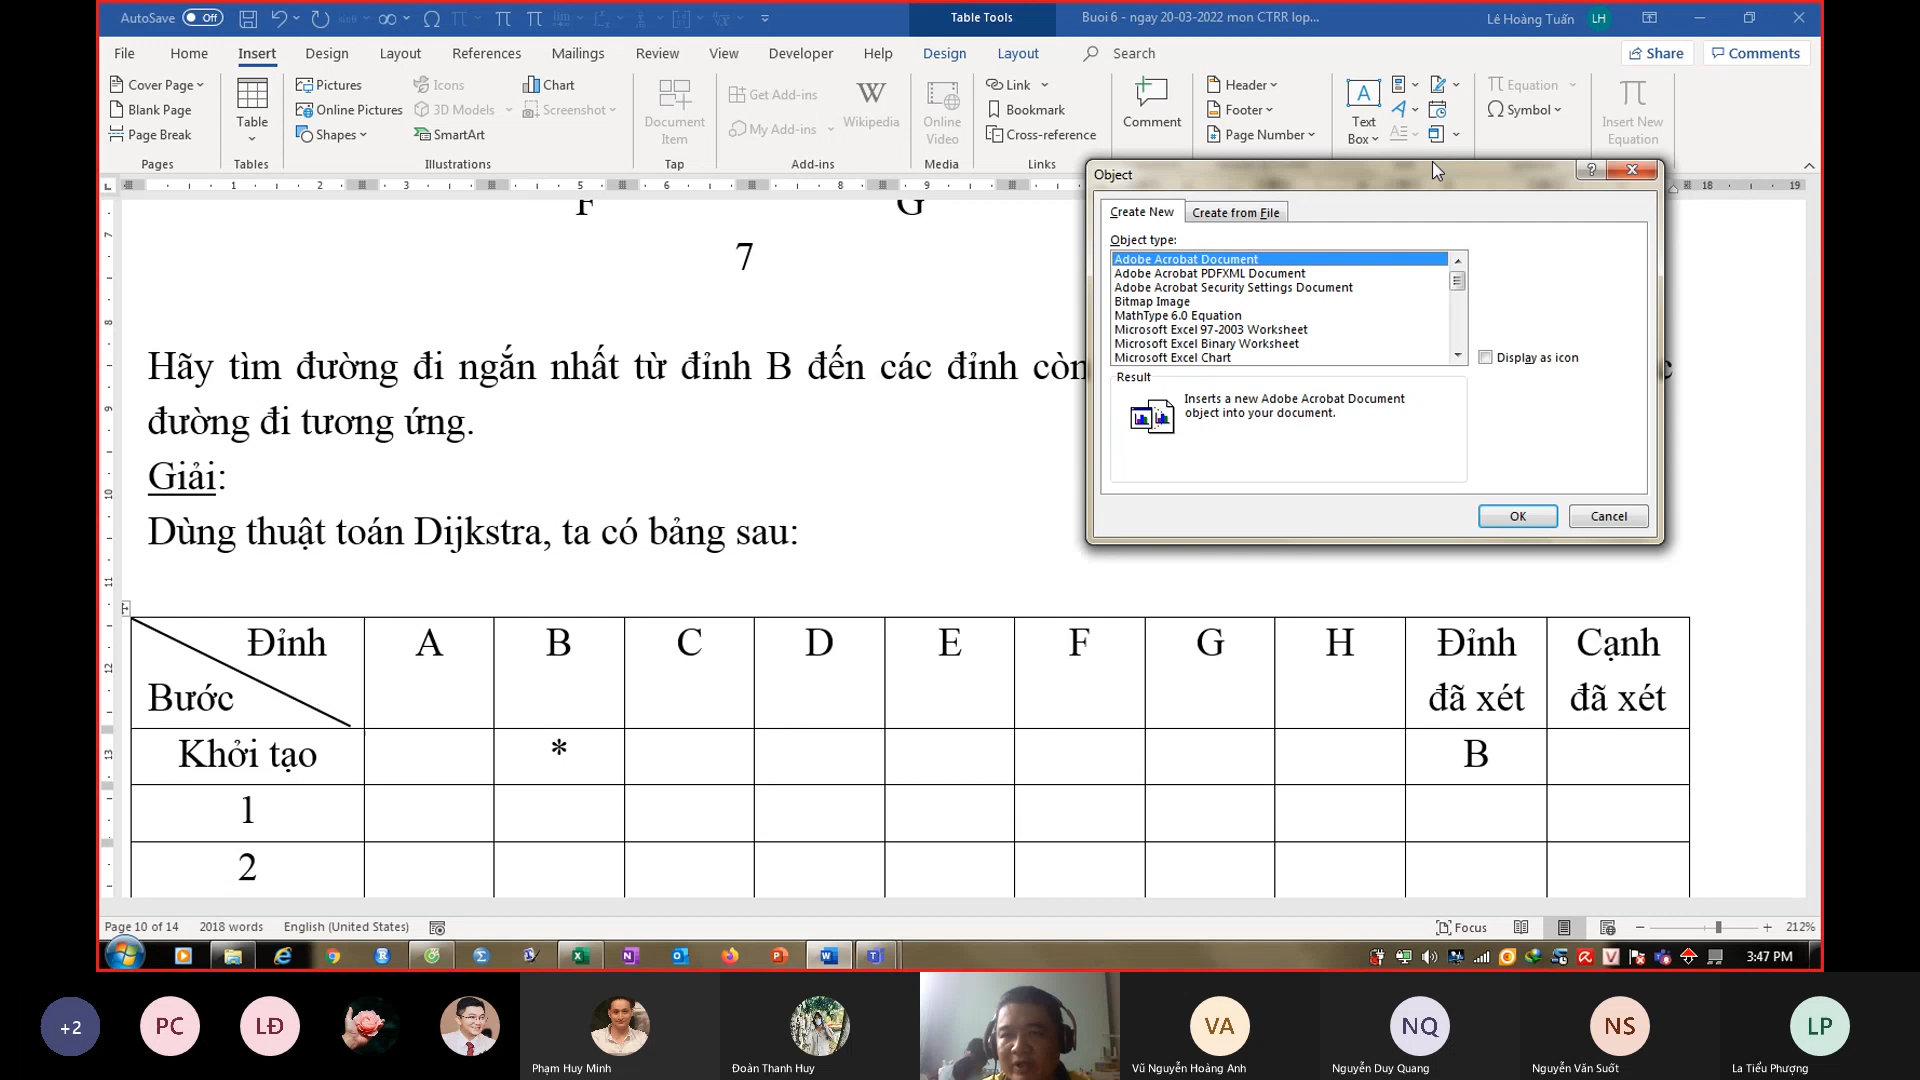 AutoSave Off
Table Tools
Buoi 6 - ngay 20-03-2022 mon CTRR lop...
Lê Hoàng Tuấn LH
File Home Insert Design Layout References Mailings Review View Developer Help Design Layout Search Share Comments
Cover Page
Blank Page
Page Break
Pages
Table
Tables
Pictures
Online Pictures
Shapes
Icons
3D Models
SmartArt
Chart
Screenshot
Illustrations
Document Item
Tap
Get Add-ins
My Add-ins
Wikipedia
Add-ins
Online Video
Media
Link
Bookmark
Cross-reference
Links
Comment
Header
Footer
Page Number
Text Box
Equation
Symbol
Insert New Equation
1 2 3 5 6 8 9 18 19
F G
7
Hãy tìm đường đi ngắn nhất từ đỉnh B đến các đỉnh còn
đường đi tương ứng.
Giải:
Dùng thuật toán Dijkstra, ta có bảng sau:
Object
Create New Create from File
Object type:
Adobe Acrobat Document
Adobe Acrobat PDFXML Document
Adobe Acrobat Security Settings Document
Bitmap Image
MathType 6.0 Equation
Microsoft Excel 97-2003 Worksheet
Microsoft Excel Binary Worksheet
Microsoft Excel Chart
Display as icon
Result
Inserts a new Adobe Acrobat Document
object into your document.
OK Cancel
Đỉnh A B C D E F G H Đỉnh Cạnh
Bước đã xét đã xét
Khởi tạo * B
1
2
Page 10 of 14 2018 words English (United States) Focus 212%
3:47 PM
+2 PC LĐ VA NQ NS LP
Phạm Huy Minh
Đoàn Thanh Huy
Vũ Nguyễn Hoàng Anh
Nguyễn Duy Quang
Nguyễn Văn Suốt
La Tiểu Phượng